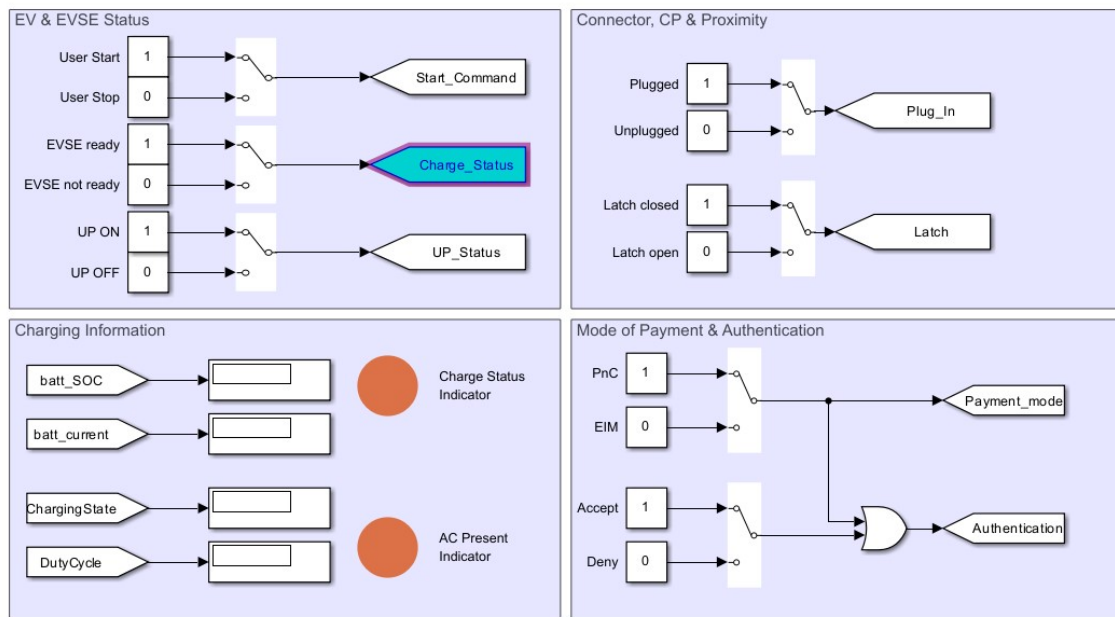 EV & EVSE Status
User Start
1
Start_Command
User Stop
0
EVSE ready
1
Charge_Status
EVSE not ready
0
UP ON
1
UP_Status
UP OFF
0
Connector, CP & Proximity
Plugged
1
Plug_In
Unplugged
0
Latch closed
1
Latch
Latch open
0
Charging Information
batt_SOC
Charge Status
Indicator
batt_current
ChargingState
AC Present
Indicator
DutyCycle
Mode of Payment & Authentication
PnC
1
Payment_mode
EIM
0
Accept
1
Authentication
Deny
0